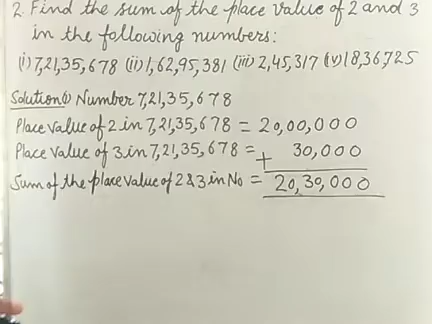 2. Find the sum of the place value of 2 and 3
in the following numbers:
(i) 7,21,35,678 (ii) 1,62,95,381 (iii) 2,45,317 (iv) 18,36,725
Solution(i) Number 7,21,35,678
Place value of 2 in 7,21,35,678 = 20,00,000
Place value of 3 in 7,21,35,678 = + 30,000
Sum of the place value of 2 & 3 in No = 20,30,000